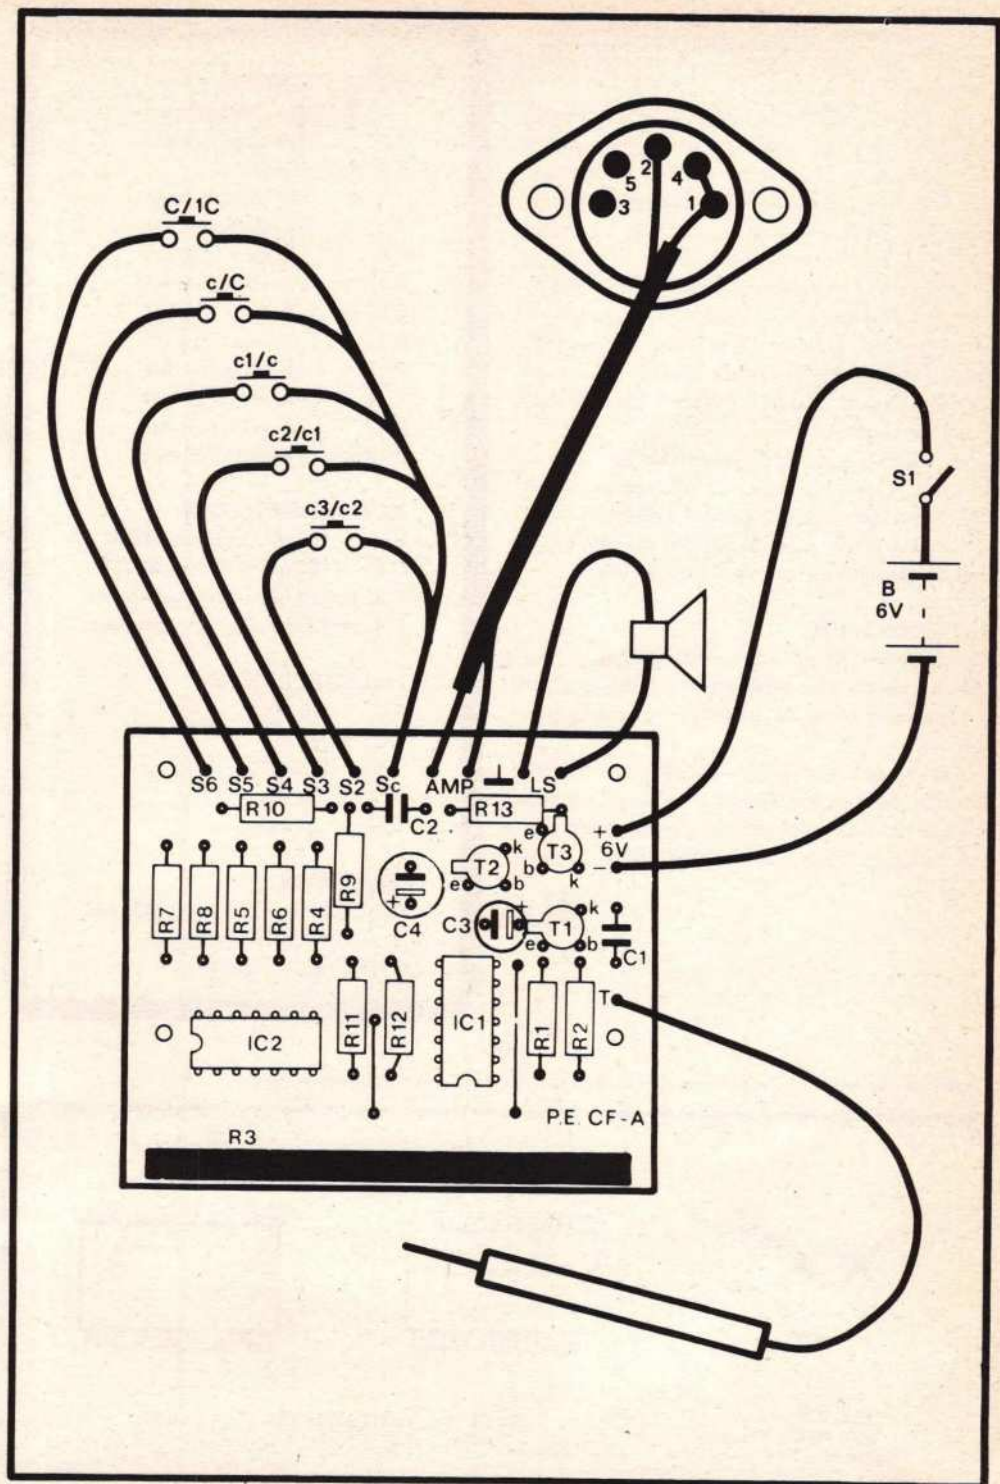 2
5
4
3
1
C/1C
c/C
c1/c
c2/c1
c3/c2
S1
B
6V
S6 S5 S4 S3 S2 Sc AMP LS
R10
R13
C2
e
T3
b
k
+
6V
−
k
T2
e
b
R7
R8
R5
R6
R4
R9
+
C4
C3
+
k
T1
e
b
C1
T
R11
R12
IC1
R1
R2
IC2
P.E. CF-A
R3